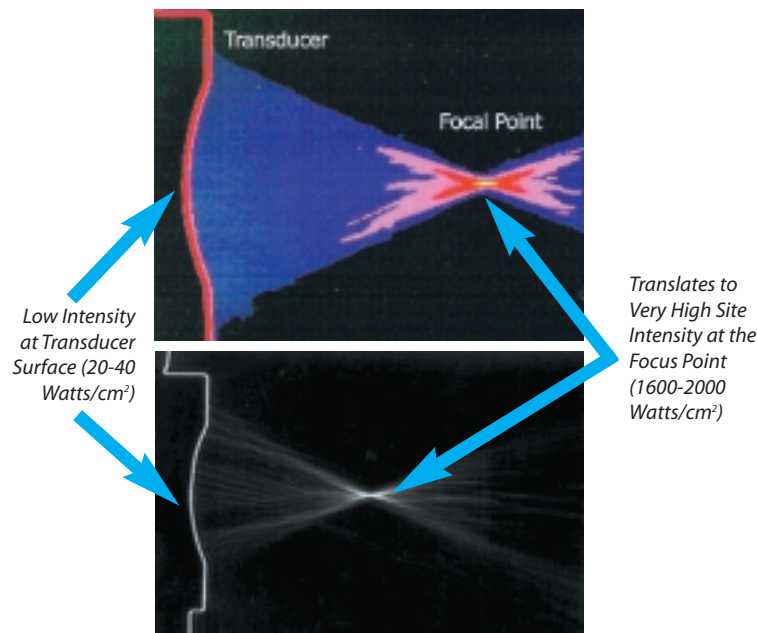 Transducer
Focal Point
Low Intensity
at Transducer
Surface (20-40
Watts/cm²)
Translates to
Very High Site
Intensity at the
Focus Point
(1600-2000
Watts/cm²)